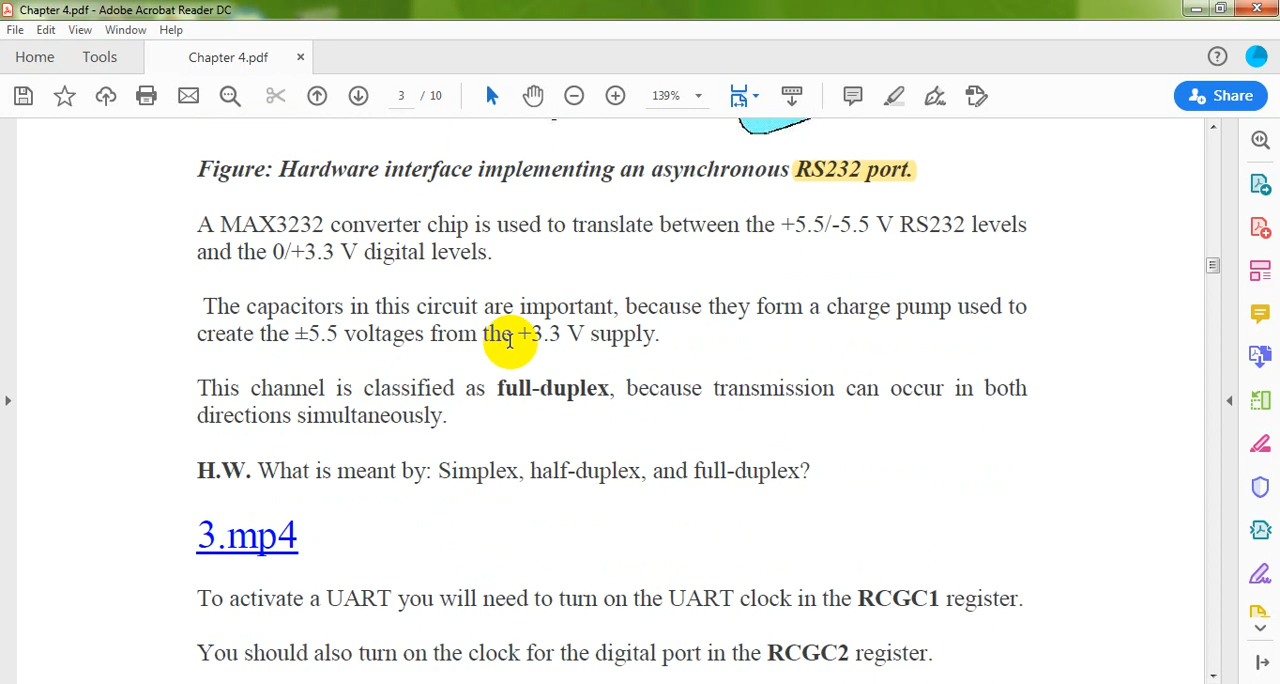 Chapter 4.pdf - Adobe Acrobat Reader DC
File Edit View Window Help
Home Tools Chapter 4.pdf ×
3 / 10 139% Share
Figure: Hardware interface implementing an asynchronous RS232 port.
A MAX3232 converter chip is used to translate between the +5.5/-5.5 V RS232 levels
and the 0/+3.3 V digital levels.
The capacitors in this circuit are important, because they form a charge pump used to
create the ±5.5 voltages from the +3.3 V supply.
This channel is classified as full-duplex, because transmission can occur in both
directions simultaneously.
H.W. What is meant by: Simplex, half-duplex, and full-duplex?
3.mp4
To activate a UART you will need to turn on the UART clock in the RCGC1 register.
You should also turn on the clock for the digital port in the RCGC2 register.